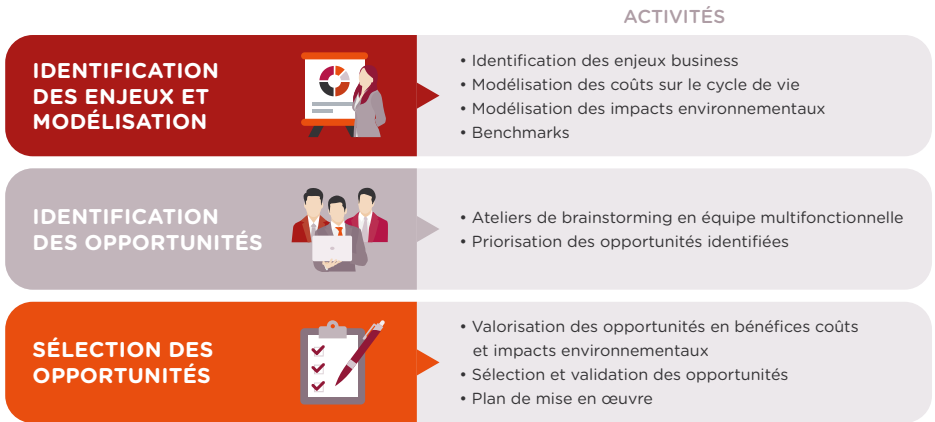 ACTIVITÉS
IDENTIFICATION
DES ENJEUX ET
MODÉLISATION
• Identification des enjeux business
• Modélisation des coûts sur le cycle de vie
• Modélisation des impacts environnementaux
• Benchmarks
IDENTIFICATION
DES OPPORTUNITÉS
• Ateliers de brainstorming en équipe multifonctionnelle
• Priorisation des opportunités identifiées
SÉLECTION DES
OPPORTUNITÉS
• Valorisation des opportunités en bénéfices coûts
et impacts environnementaux
• Sélection et validation des opportunités
• Plan de mise en œuvre